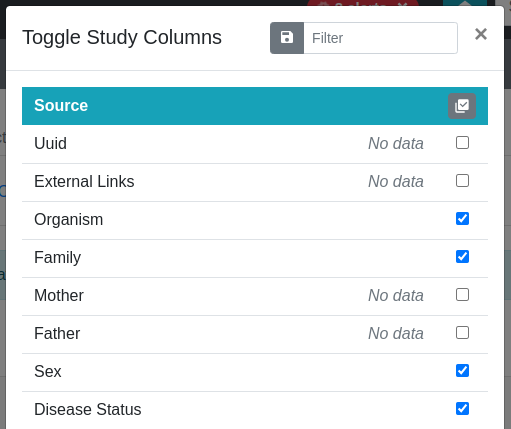 Toggle Study Columns
Filter
×
Source
Uuid No data
External Links No data
Organism
Family
Mother No data
Father No data
Sex
Disease Status